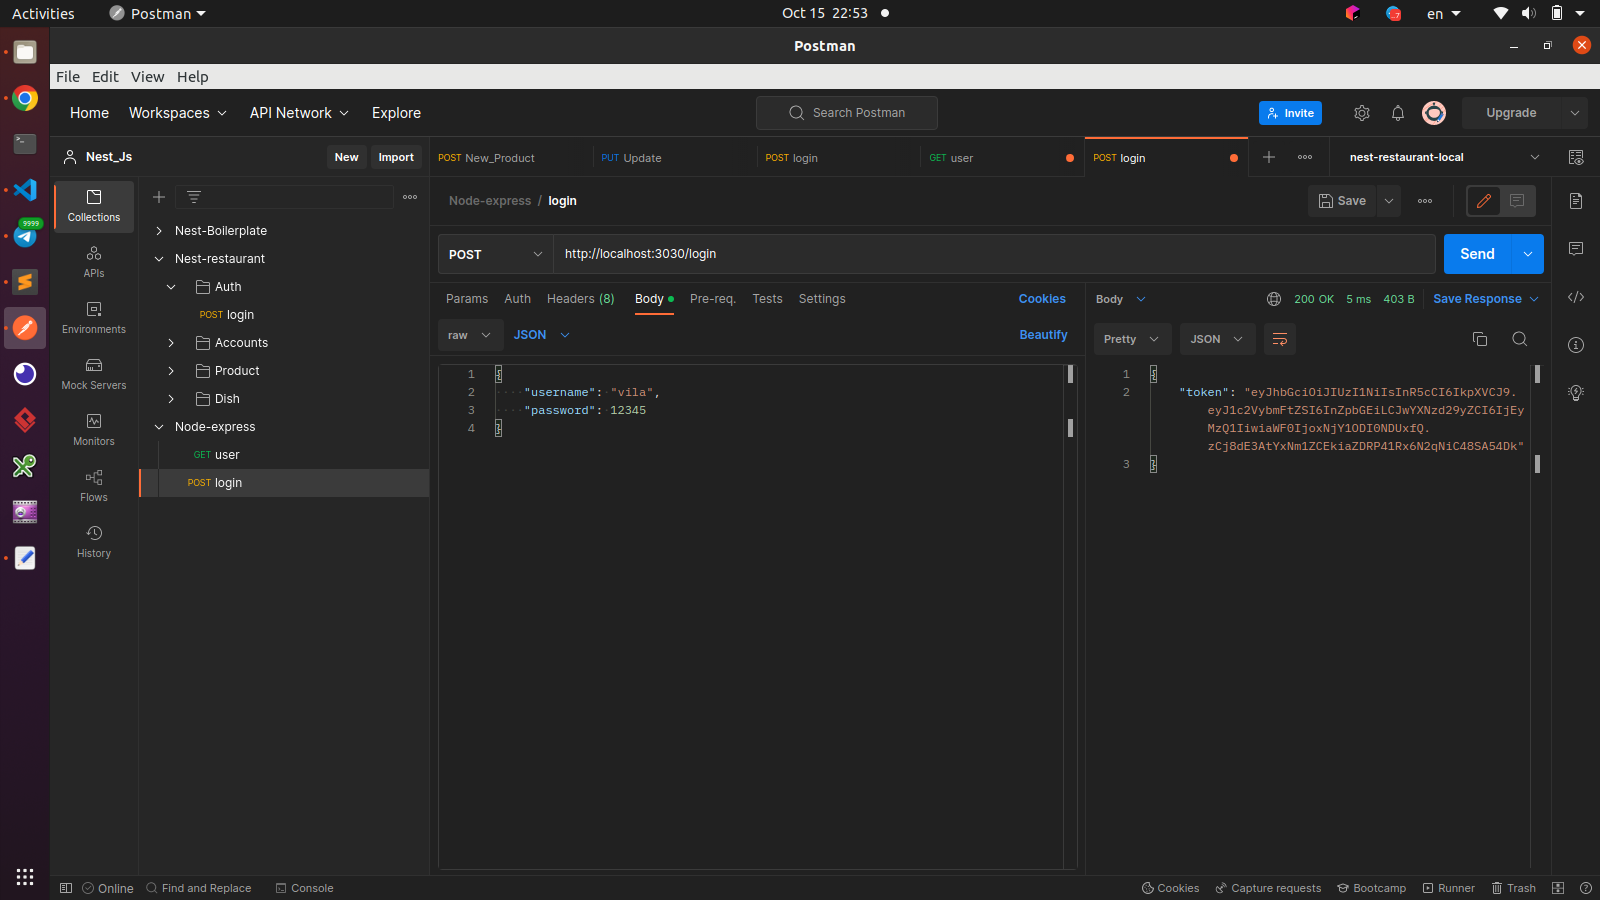 Activities
Postman
Oct 15 22:53
en
Postman
File Edit View Help
Home Workspaces API Network Explore
Search Postman
Invite
Upgrade
Nest_Js
New Import
POST New_Product
PUT Update
POST login
GET user
POST login
nest-restaurant-local
9999
Collections
APIs
Environments
Mock Servers
Monitors
Flows
History
Nest-Boilerplate
Nest-restaurant
Auth
POST login
Accounts
Product
Dish
Node-express
GET user
POST login
Node-express / login
Save
POST
http://localhost:3030/login
Send
Params Auth Headers (8) Body Pre-req. Tests Settings Cookies
raw JSON Beautify
1 {
2 "username": "vila",
3 "password": 12345
4 }
Body 200 OK 5 ms 403 B Save Response
Pretty JSON
1 {
2 "token": "eyJhbGciOiJIUzI1NiIsInR5cCI6IkpXVCJ9.
eyJ1c2VybmFtZSI6InZpbGEiLCJwYXNzd29yZCI6IjEy
MzQ1IiwiaWF0IjoxNjY1ODI0NDUxfQ.
zCj8dE3AtYxNm1ZCEkiaZDRP41Rx6N2qNiC48SA54Dk"
3 }
Online Find and Replace Console
Cookies Capture requests Bootcamp Runner Trash